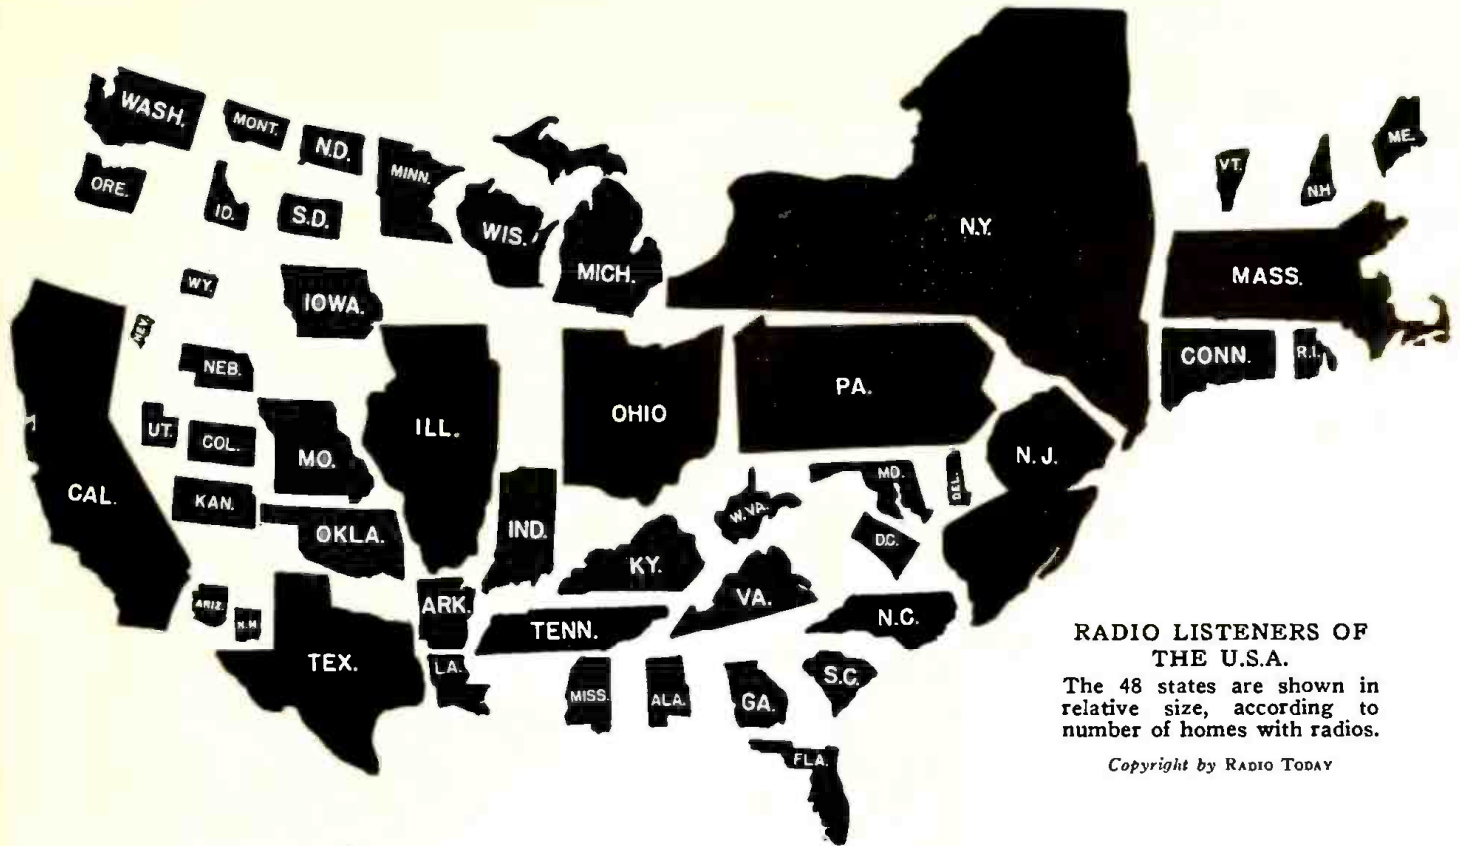 WASH.
MONT.
N.D.
MINN.
ORE.
ID.
S.D.
WIS.
MICH.
N.Y.
VT.
N.H
ME.
WY.
IOWA.
MASS.
NEV.
NEB.
ILL.
OHIO
PA.
CONN.
R.I.
UT.
COL.
MO.
N.J.
CAL.
KAN.
OKLA.
IND.
KY.
W.VA.
MD.
DEL.
D.C.
ARIZ.
N.M
TEX.
ARK.
TENN.
VA.
N.C.
LA.
MISS.
ALA.
GA.
S.C.
FLA.
RADIO LISTENERS OF
THE U.S.A.
The 48 states are shown in
relative size, according to
number of homes with radios.
Copyright by RADIO TODAY